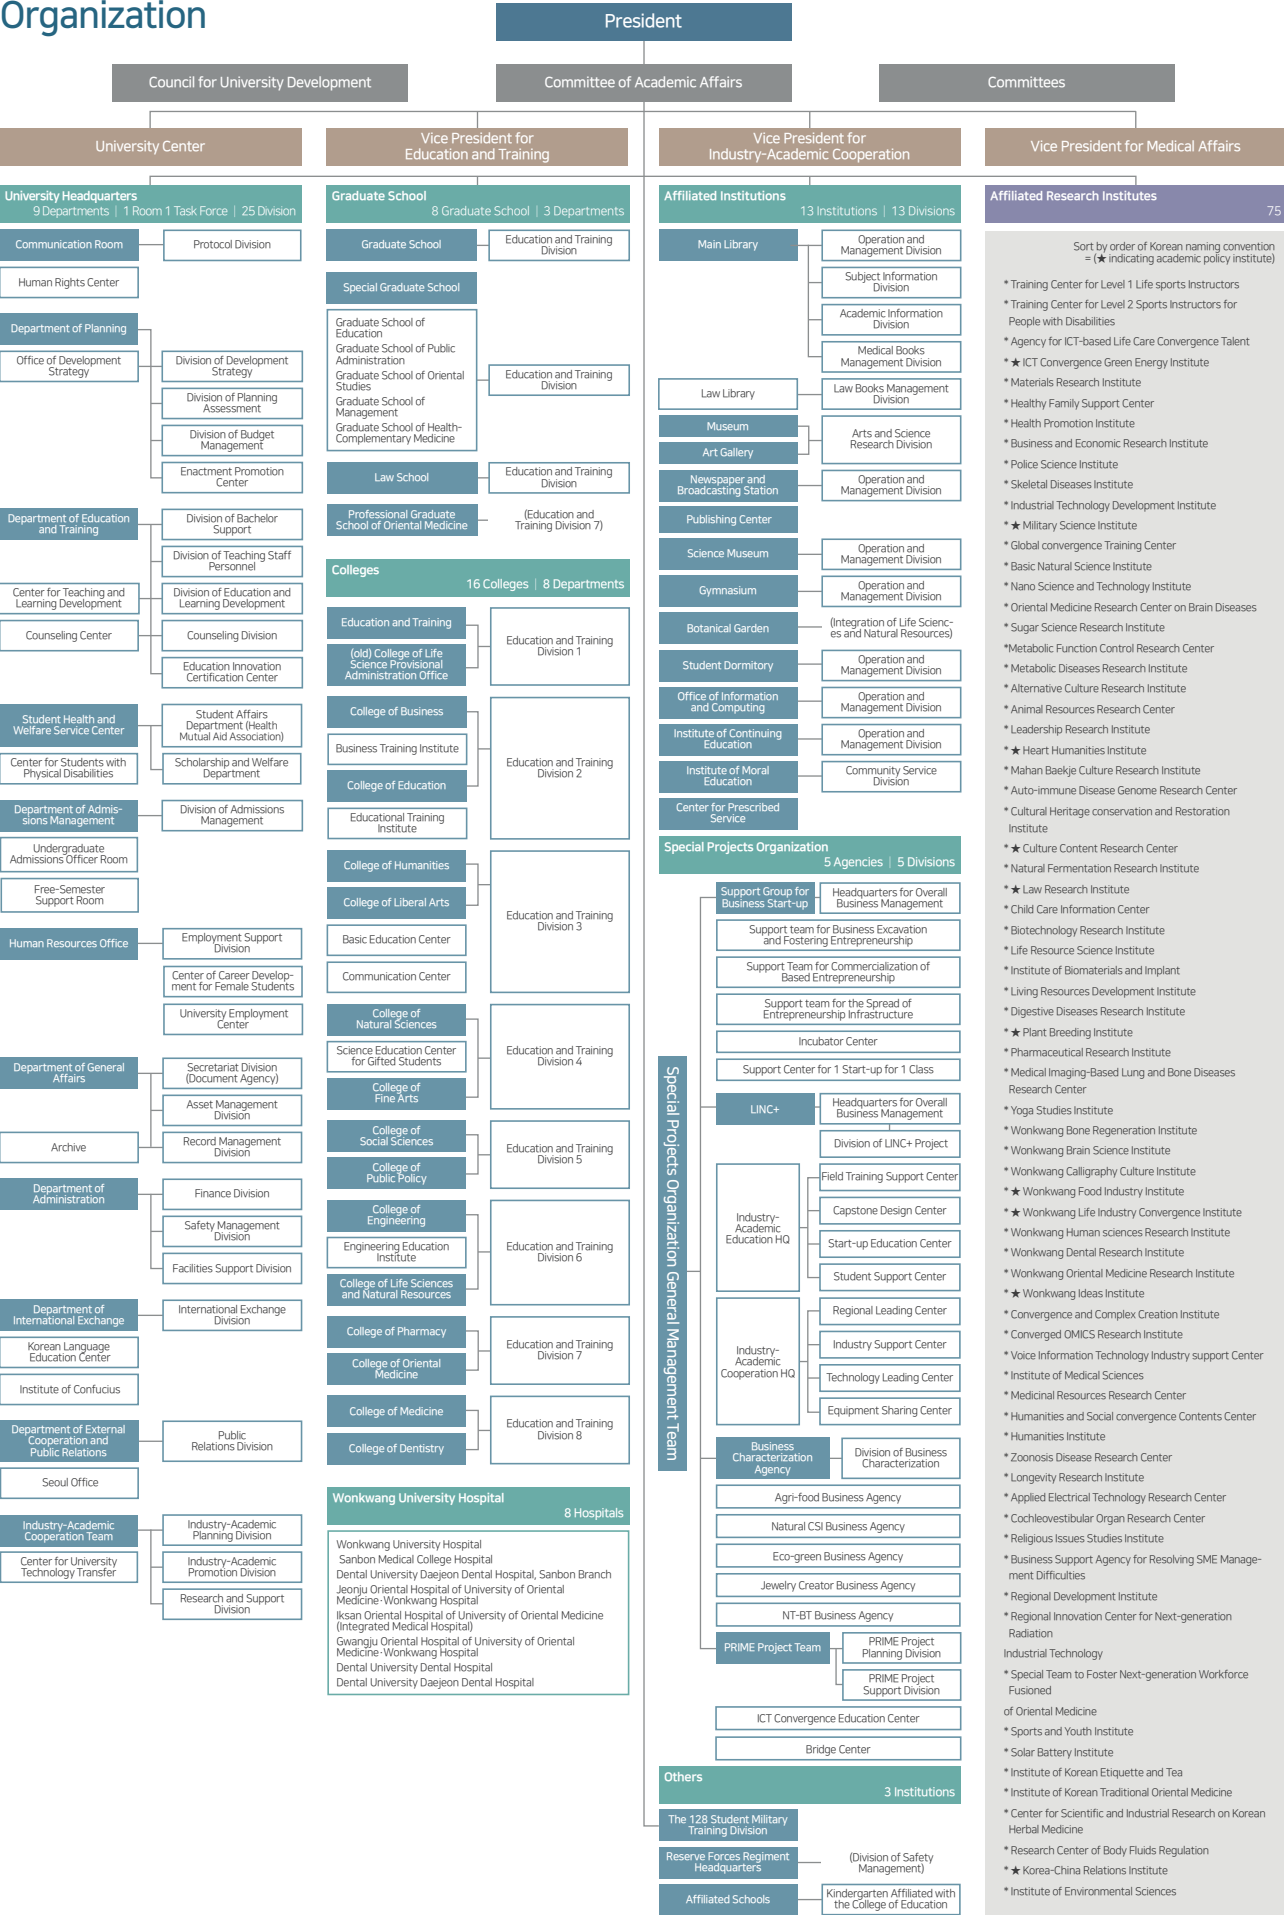 Organization
President
Council for University Development
Committee of Academic Affairs
Committees
University Center
Vice President for
Education and Training
Vice President for
Industry-Academic Cooperation
Vice President for Medical Affairs
University Headquarters
9 Departments | 1 Room 1 Task Force | 25 Division
Communication Room
Protocol Division
Human Rights Center
Department of Planning
Office of Development
Strategy
Division of Development
Strategy
Division of Planning
Assessment
Division of Budget
Management
Enactment Promotion
Center
Department of Education
and Training
Division of Bachelor
Support
Division of Teaching Staff
Personnel
Center for Teaching and
Learning Development
Division of Education and
Learning Development
Counseling Center
Counseling Division
Education Innovation
Certification Center
Student Health and
Welfare Service Center
Student Affairs
Department (Health
Mutual Aid Association)
Center for Students with
Physical Disabilities
Scholarship and Welfare
Department
Department of Admis-
sions Management
Division of Admissions
Management
Undergraduate
Admissions Officer Room
Free-Semester
Support Room
Human Resources Office
Employment Support
Division
Center of Career Develop-
ment for Female Students
University Employment
Center
Department of General
Affairs
Secretariat Division
(Document Agency)
Asset Management
Division
Archive
Record Management
Division
Department of
Administration
Finance Division
Safety Management
Division
Facilities Support Division
Department of
International Exchange
International Exchange
Division
Korean Language
Education Center
Institute of Confucius
Department of External
Cooperation and
Public Relations
Public
Relations Division
Seoul Office
Industry-Academic
Cooperation Team
Industry-Academic
Planning Division
Center for University
Technology Transfer
Industry-Academic
Promotion Division
Research and Support
Division
Graduate School
8 Graduate School | 3 Departments
Graduate School
Education and Training
Division
Special Graduate School
Graduate School of
Education
Graduate School of Public
Administration
Graduate School of Oriental
Studies
Graduate School of
Management
Graduate School of Health-
Complementary Medicine
Education and Training
Division
Law School
Education and Training
Division
Professional Graduate
School of Oriental Medicine
(Education and
Training Division 7)
Colleges
16 Colleges | 8 Departments
Education and Training
(old) College of Life
Science Provisional
Administration Office
Education and Training
Division 1
College of Business
Business Training Institute
College of Education
Educational Training
Institute
Education and Training
Division 2
College of Humanities
College of Liberal Arts
Basic Education Center
Communication Center
Education and Training
Division 3
College of
Natural Sciences
Science Education Center
for Gifted Students
College of
Fine Arts
Education and Training
Division 4
College of
Social Sciences
College of
Public Policy
Education and Training
Division 5
College of
Engineering
Engineering Education
Institute
College of Life Sciences
and Natural Resources
Education and Training
Division 6
College of Pharmacy
College of Oriental
Medicine
Education and Training
Division 7
College of Medicine
College of Dentistry
Education and Training
Division 8
Wonkwang University Hospital
8 Hospitals
Wonkwang University Hospital
Sanbon Medical College Hospital
Dental University Daejeon Dental Hospital, Sanbon Branch
Jeonju Oriental Hospital of University of Oriental
Medicine·Wonkwang Hospital
Iksan Oriental Hospital of University of Oriental Medicine
(Integrated Medical Hospital)
Gwangju Oriental Hospital of University of Oriental
Medicine·Wonkwang Hospital
Dental University Dental Hospital
Dental University Daejeon Dental Hospital
Affiliated Institutions
13 Institutions | 13 Divisions
Main Library
Operation and
Management Division
Subject Information
Division
Academic Information
Division
Medical Books
Management Division
Law Library
Law Books Management
Division
Museum
Art Gallery
Arts and Science
Research Division
Newspaper and
Broadcasting Station
Operation and
Management Division
Publishing Center
Science Museum
Operation and
Management Division
Gymnasium
Operation and
Management Division
Botanical Garden
(Integration of Life Scienc-
es and Natural Resources)
Student Dormitory
Operation and
Management Division
Office of Information
and Computing
Operation and
Management Division
Institute of Continuing
Education
Operation and
Management Division
Institute of Moral
Education
Community Service
Division
Center for Prescribed
Service
Special Projects Organization
5 Agencies | 5 Divisions
Special Projects Organization General Management Team
Support Group for
Business Start-up
Headquarters for Overall
Business Management
Support team for Business Excavation
and Fostering Entrepreneurship
Support Team for Commercialization of
Based Entrepreneurship
Support team for the Spread of
Entrepreneurship Infrastructure
Incubator Center
Support Center for 1 Start-up for 1 Class
LINC+
Headquarters for Overall
Business Management
Division of LINC+ Project
Industry-
Academic
Education HQ
Field Training Support Center
Capstone Design Center
Start-up Education Center
Student Support Center
Industry-
Academic
Cooperation HQ
Regional Leading Center
Industry Support Center
Technology Leading Center
Equipment Sharing Center
Business
Characterization
Agency
Division of Business
Characterization
Agri-food Business Agency
Natural CSI Business Agency
Eco-green Business Agency
Jewelry Creator Business Agency
NT-BT Business Agency
PRIME Project Team
PRIME Project
Planning Division
PRIME Project
Support Division
ICT Convergence Education Center
Bridge Center
Others
3 Institutions
The 128 Student Military
Training Division
Reserve Forces Regiment
Headquarters
(Division of Safety
Management)
Affiliated Schools
Kindergarten Affiliated with
the College of Education
Affiliated Research Institutes
75
Sort by order of Korean naming convention
= (★ indicating academic policy institute)
* Training Center for Level 1 Life sports Instructors
* Training Center for Level 2 Sports Instructors for
People with Disabilities
* Agency for ICT-based Life Care Convergence Talent
* ★ ICT Convergence Green Energy Institute
* Materials Research Institute
* Healthy Family Support Center
* Health Promotion Institute
* Business and Economic Research Institute
* Police Science Institute
* Skeletal Diseases Institute
* Industrial Technology Development Institute
* ★ Military Science Institute
* Global convergence Training Center
* Basic Natural Science Institute
* Nano Science and Technology Institute
* Oriental Medicine Research Center on Brain Diseases
* Sugar Science Research Institute
*Metabolic Function Control Research Center
* Metabolic Diseases Research Institute
* Alternative Culture Research Institute
* Animal Resources Research Center
* Leadership Research Institute
* ★ Heart Humanities Institute
* Mahan Baekje Culture Research Institute
* Auto-immune Disease Genome Research Center
* Cultural Heritage conservation and Restoration
Institute
* ★ Culture Content Research Center
* Natural Fermentation Research Institute
* ★ Law Research Institute
* Child Care Information Center
* Biotechnology Research Institute
* Life Resource Science Institute
* Institute of Biomaterials and Implant
* Living Resources Development Institute
* Digestive Diseases Research Institute
* ★ Plant Breeding Institute
* Pharmaceutical Research Institute
* Medical Imaging-Based Lung and Bone Diseases
Research Center
* Yoga Studies Institute
* Wonkwang Bone Regeneration Institute
* Wonkwang Brain Science Institute
* Wonkwang Calligraphy Culture Institute
* ★ Wonkwang Food Industry Institute
* ★ Wonkwang Life Industry Convergence Institute
* Wonkwang Human sciences Research Institute
* Wonkwang Dental Research Institute
* Wonkwang Oriental Medicine Research Institute
* ★ Wonkwang Ideas Institute
* Convergence and Complex Creation Institute
* Converged OMICS Research Institute
* Voice Information Technology Industry support Center
* Institute of Medical Sciences
* Medicinal Resources Research Center
* Humanities and Social convergence Contents Center
* Humanities Institute
* Zoonosis Disease Research Center
* Longevity Research Institute
* Applied Electrical Technology Research Center
* Cochleovestibular Organ Research Center
* Religious Issues Studies Institute
* Business Support Agency for Resolving SME Manage-
ment Difficulties
* Regional Development Institute
* Regional Innovation Center for Next-generation
Radiation
Industrial Technology
* Special Team to Foster Next-generation Workforce
Fusioned
of Oriental Medicine
* Sports and Youth Institute
* Solar Battery Institute
* Institute of Korean Etiquette and Tea
* Institute of Korean Traditional Oriental Medicine
* Center for Scientific and Industrial Research on Korean
Herbal Medicine
* Research Center of Body Fluids Regulation
* ★ Korea-China Relations Institute
* Institute of Environmental Sciences